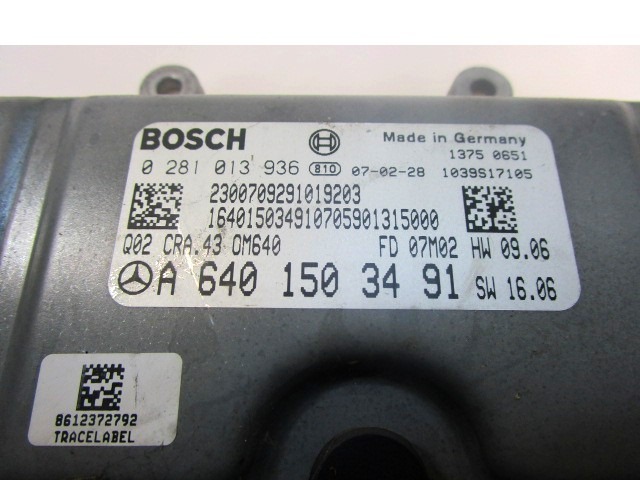 BOSCH
Made in Germany
1375 0651
0 281 013 936 810 07-02-28 1039S17105
2300709291019203
164015034910705901315000
Q02 CRA.43 OM640 FD 07M02 HW 09.06
A 640 150 34 91 SW 16.06
8612372792
TRACELABEL